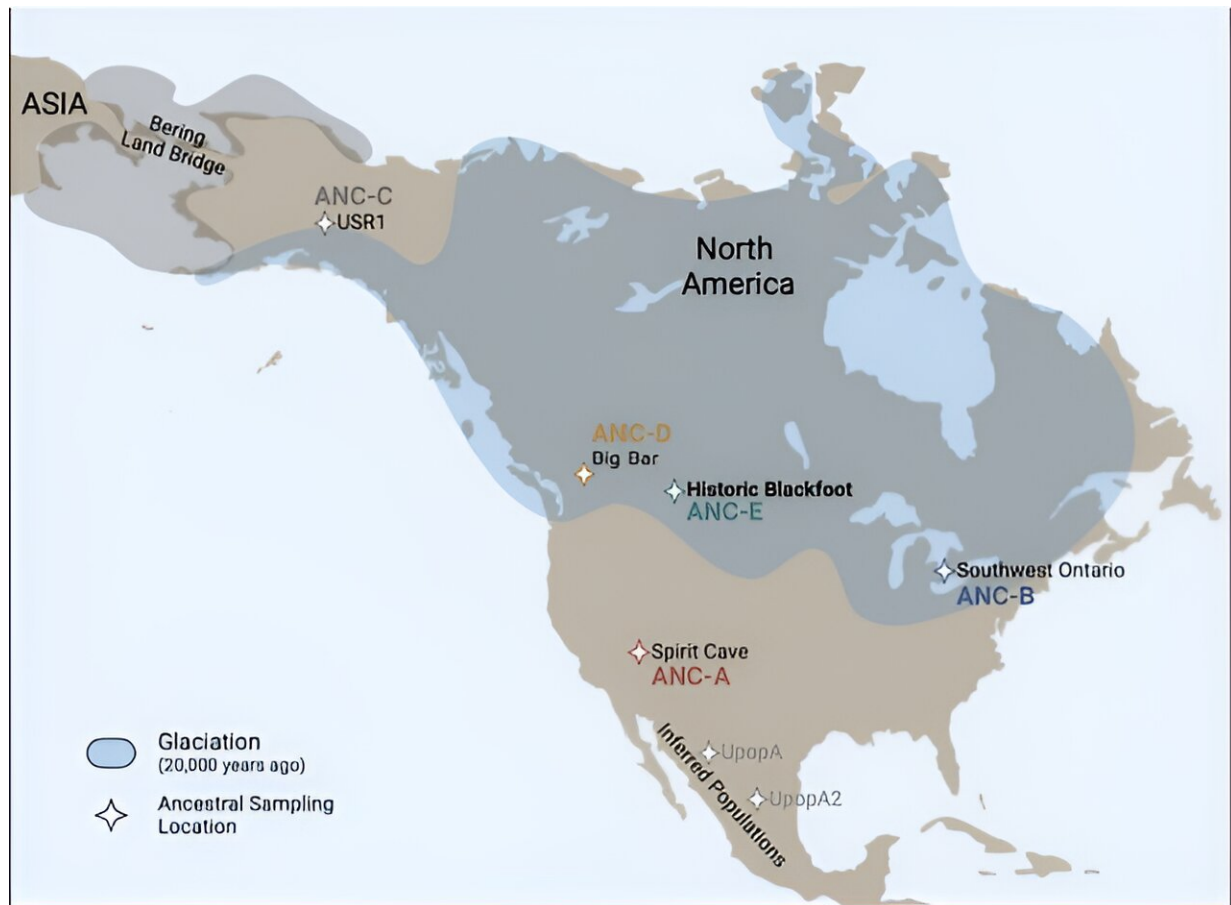 ASIA
Bering
Land Bridge
ANC-C
USR1
North
America
ANC-D
Big Bar
Historic Blackfoot
ANC-E
Southwest Ontario
ANC-B
Spirit Cave
ANC-A
Inferred Populations
UpopA
UpopA2
Glaciation
(20,000 years ago)
Ancestral Sampling
Location